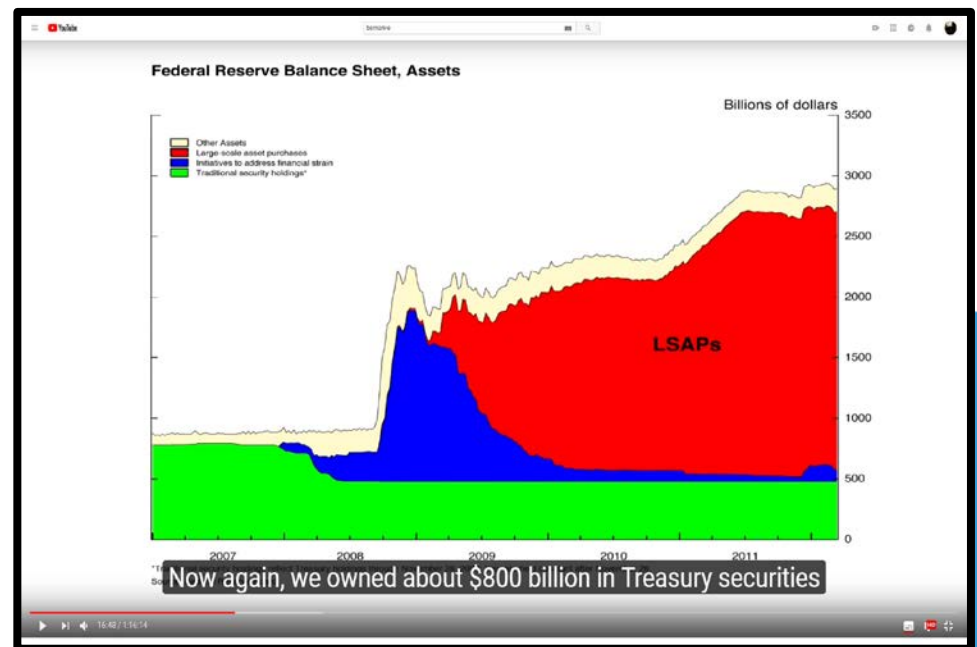 YouTube
bernanke
Federal Reserve Balance Sheet, Assets
Billions of dollars
Other Assets
Large-scale asset purchases
Initiatives to address financial strain
Traditional security holdings*
3500
3000
2500
2000
1500
1000
500
0
LSAPs
2007 2008 2009 2010 2011
Now again, we owned about $800 billion in Treasury securities